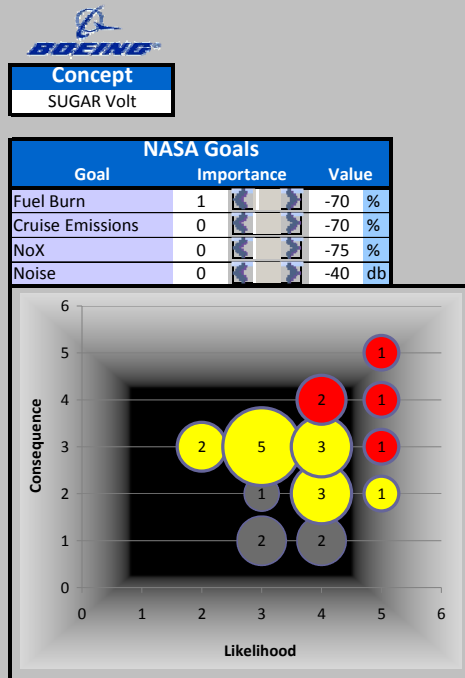 BOEING
Concept
SUGAR Volt
NASA Goals
Goal Importance Value
Fuel Burn 1 -70 %
Cruise Emissions 0 -70 %
NoX 0 -75 %
Noise 0 -40 db
6
5 1
4 2 1
3 2 5 3 1
2 1 3 1
1 2 2
0
0 1 2 3 4 5 6
Consequence
Likelihood